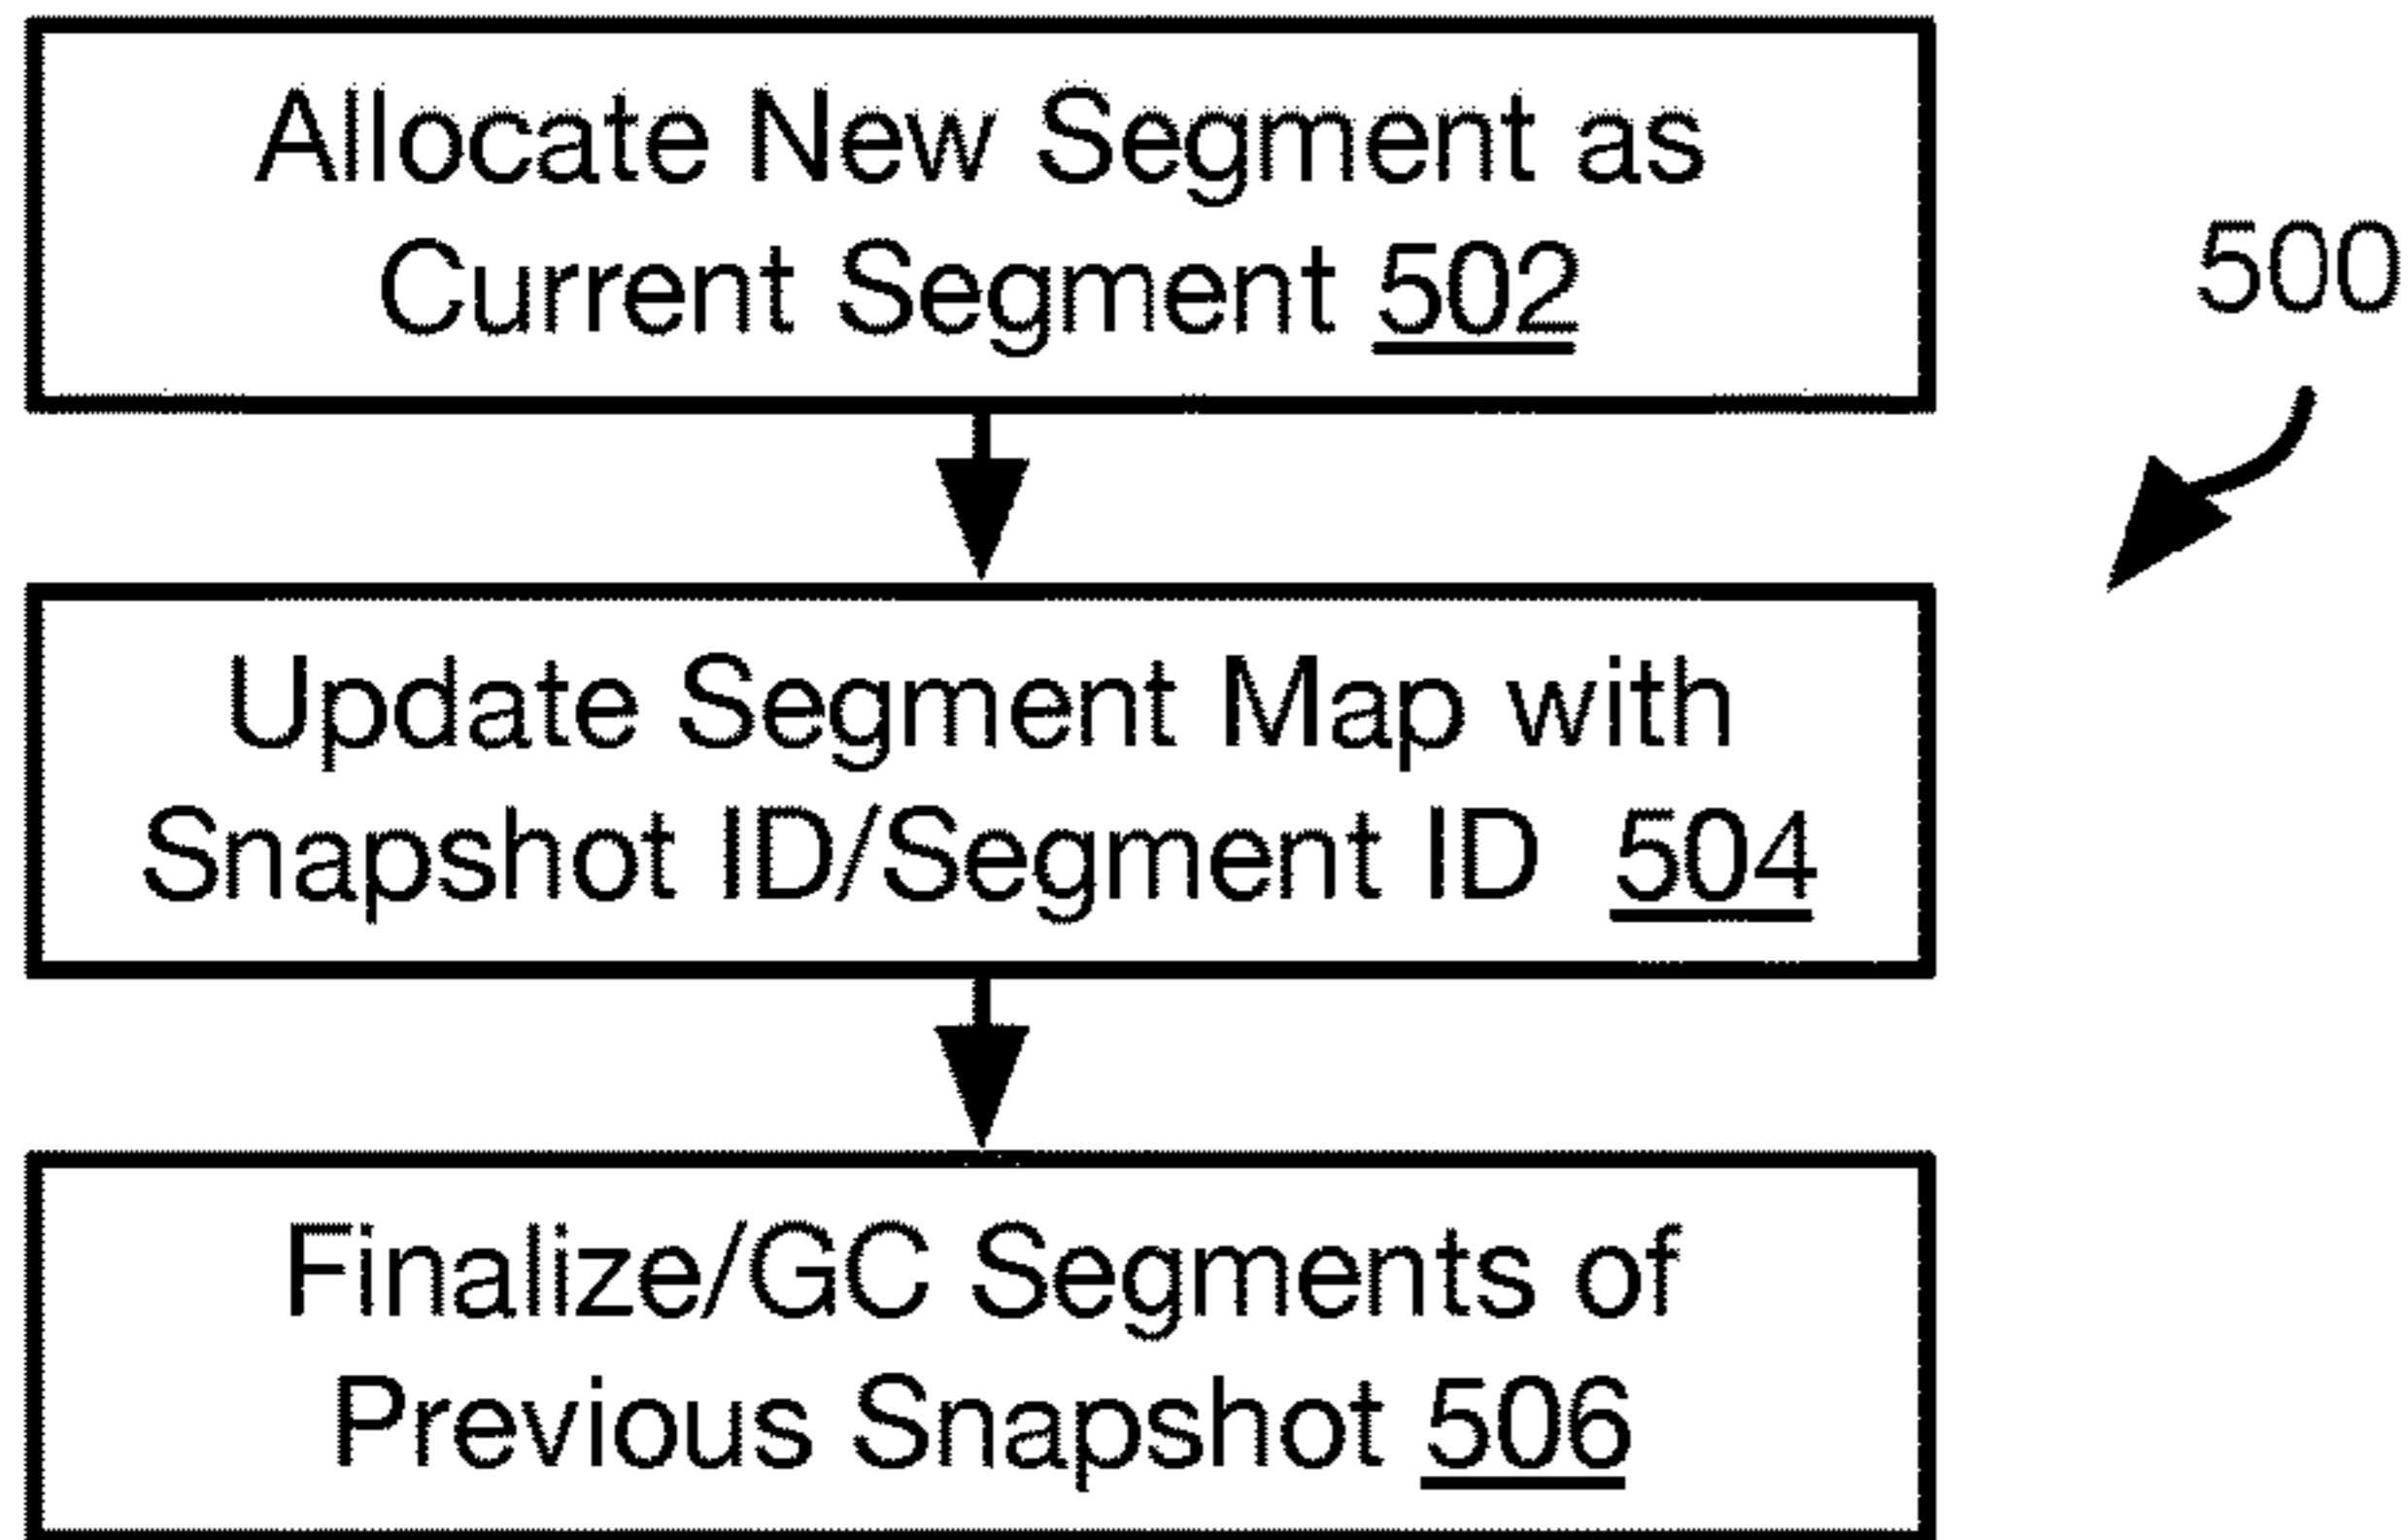 Allocate New Segment as
Current Segment 502
500
Update Segment Map with
Snapshot ID/Segment ID 504
Finalize/GC Segments of
Previous Snapshot 506